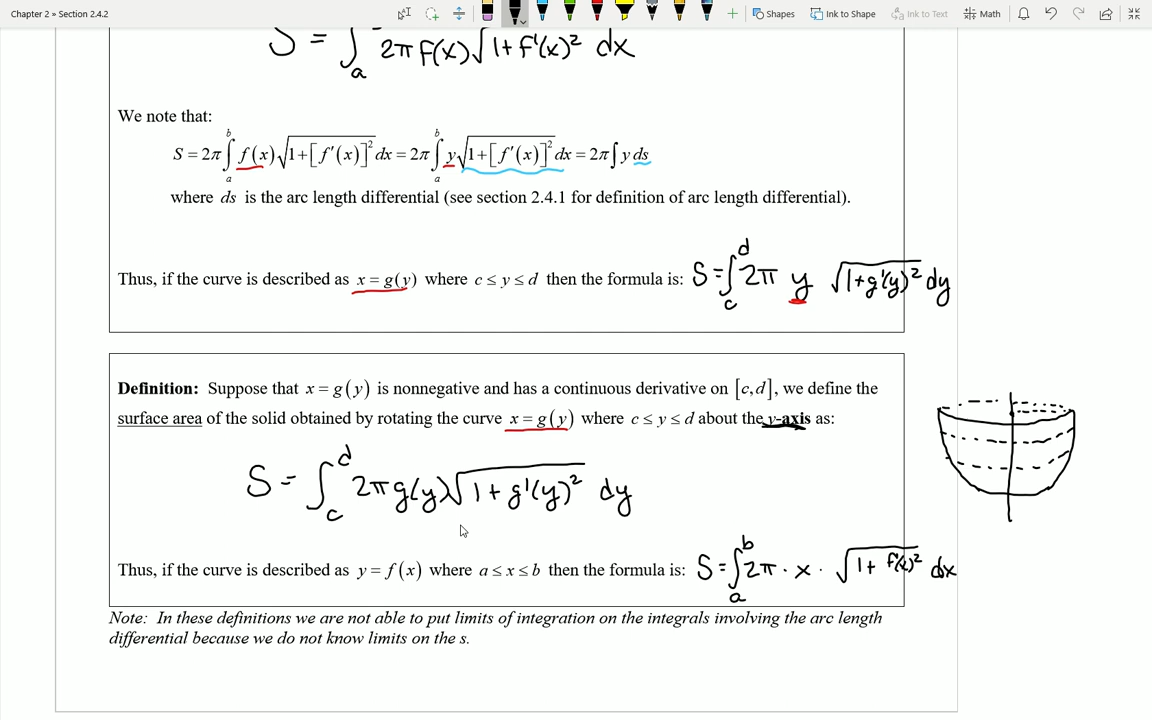 Chapter 2 » Section 2.4.2
Shapes Ink to Shape Ink to Text Math
S = ∫ₐ 2π f(x) √1 + f'(x)² dx
We note that:
S = 2π ∫ₐᵇ f(x) √1+[f'(x)]² dx = 2π ∫ₐᵇ y √1+[f'(x)]² dx = 2π ∫ y ds
where ds is the arc length differential (see section 2.4.1 for definition of arc length differential).
Thus, if the curve is described as x = g(y) where c ≤ y ≤ d then the formula is: S = ∫_c^d 2π y √1+g'(y)² dy
Definition: Suppose that x = g(y) is nonnegative and has a continuous derivative on [c,d], we define the
surface area of the solid obtained by rotating the curve x = g(y) where c ≤ y ≤ d about the y-axis as:
S = ∫_c^d 2π g(y) √1 + g'(y)² dy
Thus, if the curve is described as y = f(x) where a ≤ x ≤ b then the formula is: S = ∫ₐᵇ 2π · x · √1 + f'(x)² dx
Note: In these definitions we are not able to put limits of integration on the integrals involving the arc length
differential because we do not know limits on the s.